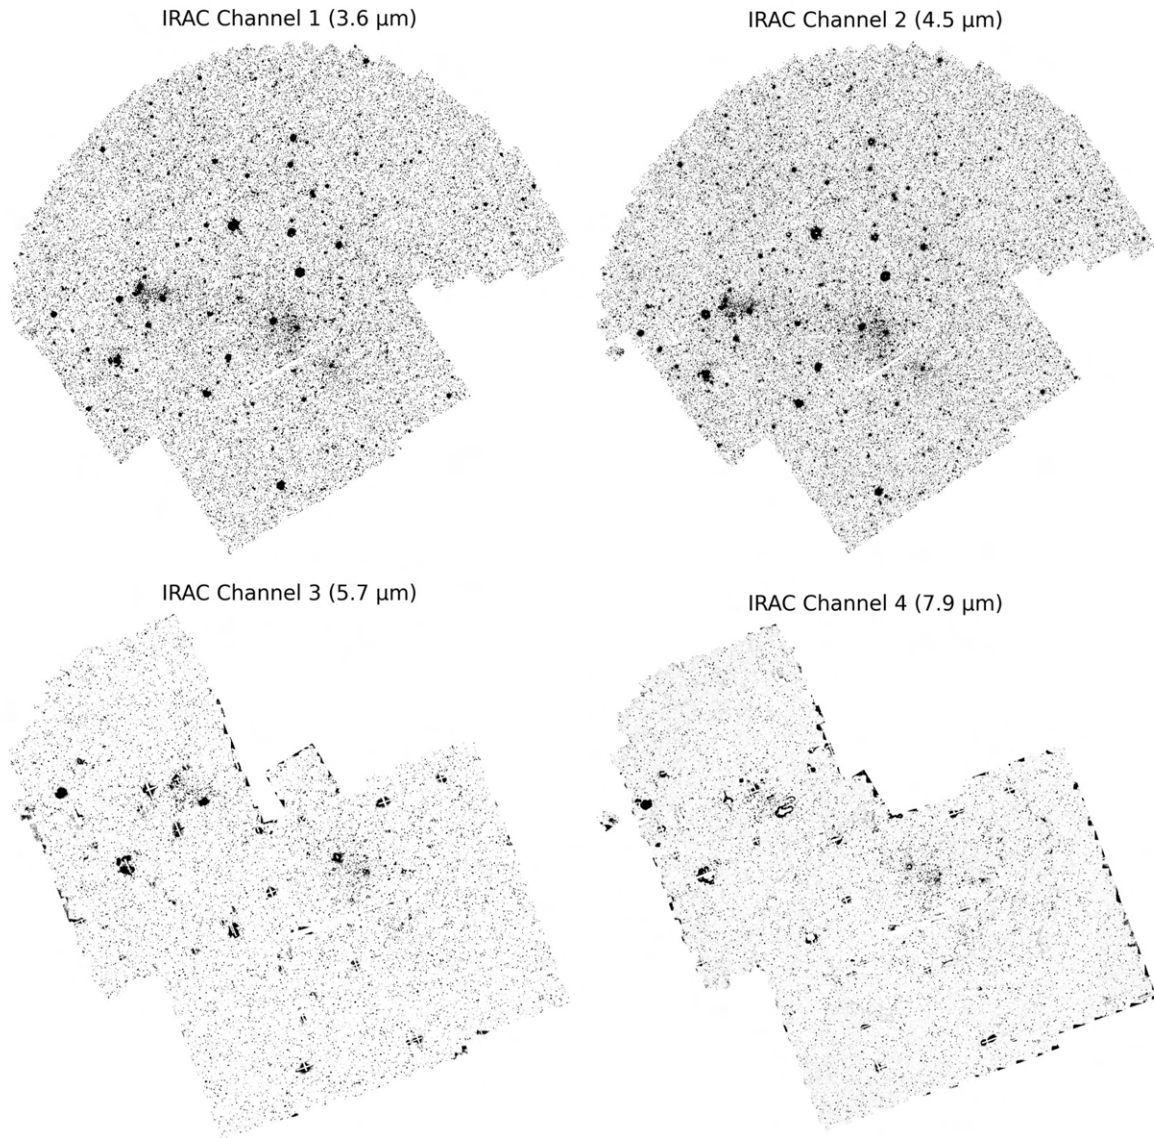 IRAC Channel 1 (3.6 μm)
IRAC Channel 2 (4.5 μm)
IRAC Channel 3 (5.7 μm)
IRAC Channel 4 (7.9 μm)